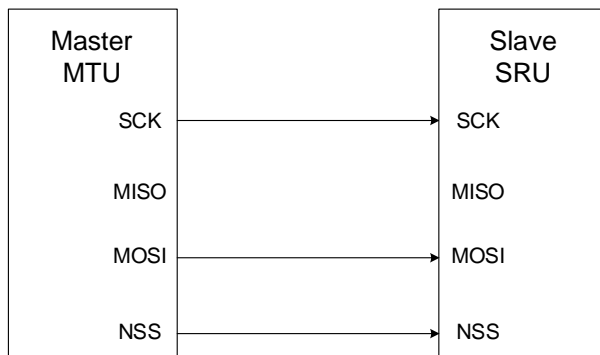 Master
MTU
SCK
MISO
MOSI
NSS
Slave
SRU
SCK
MISO
MOSI
NSS